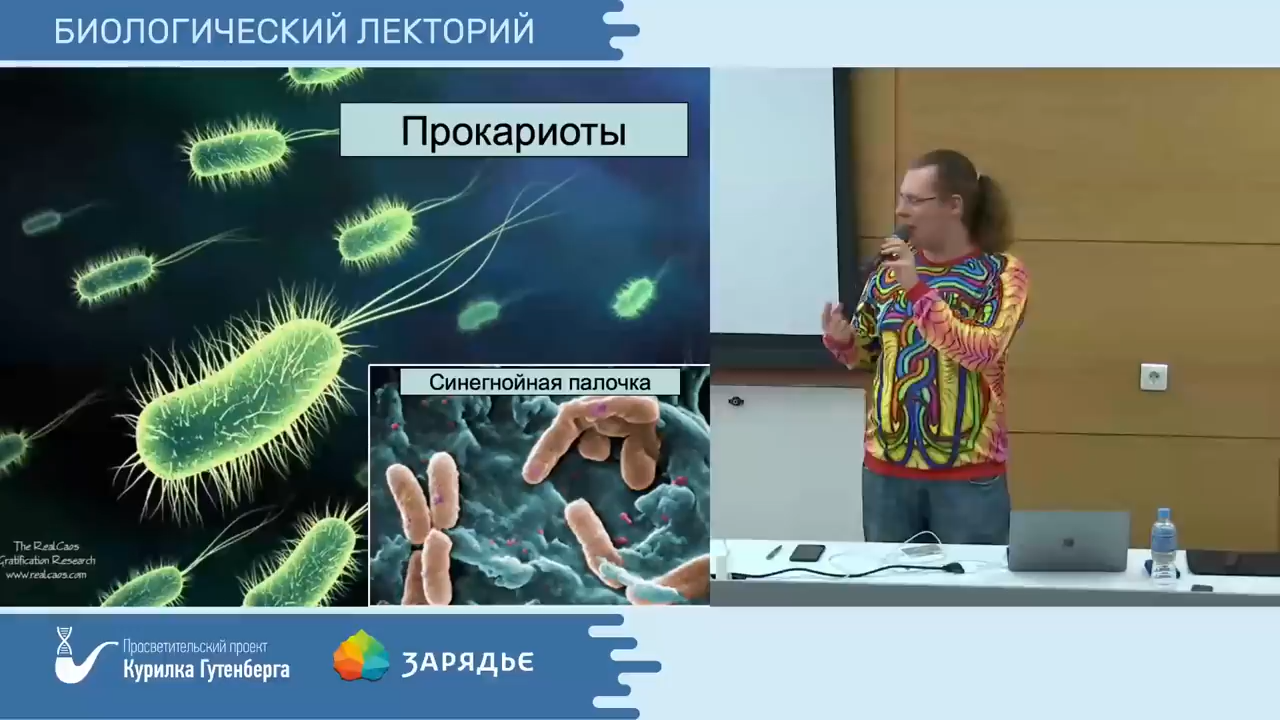 БИОЛОГИЧЕСКИЙ ЛЕКТОРИЙ
Прокариоты
Синегнойная палочка
The RealCaos
Gratification Research
www.realcaos.com
Просветительский проект
Курилка Гутенберга
ЗАРЯДЬЕ